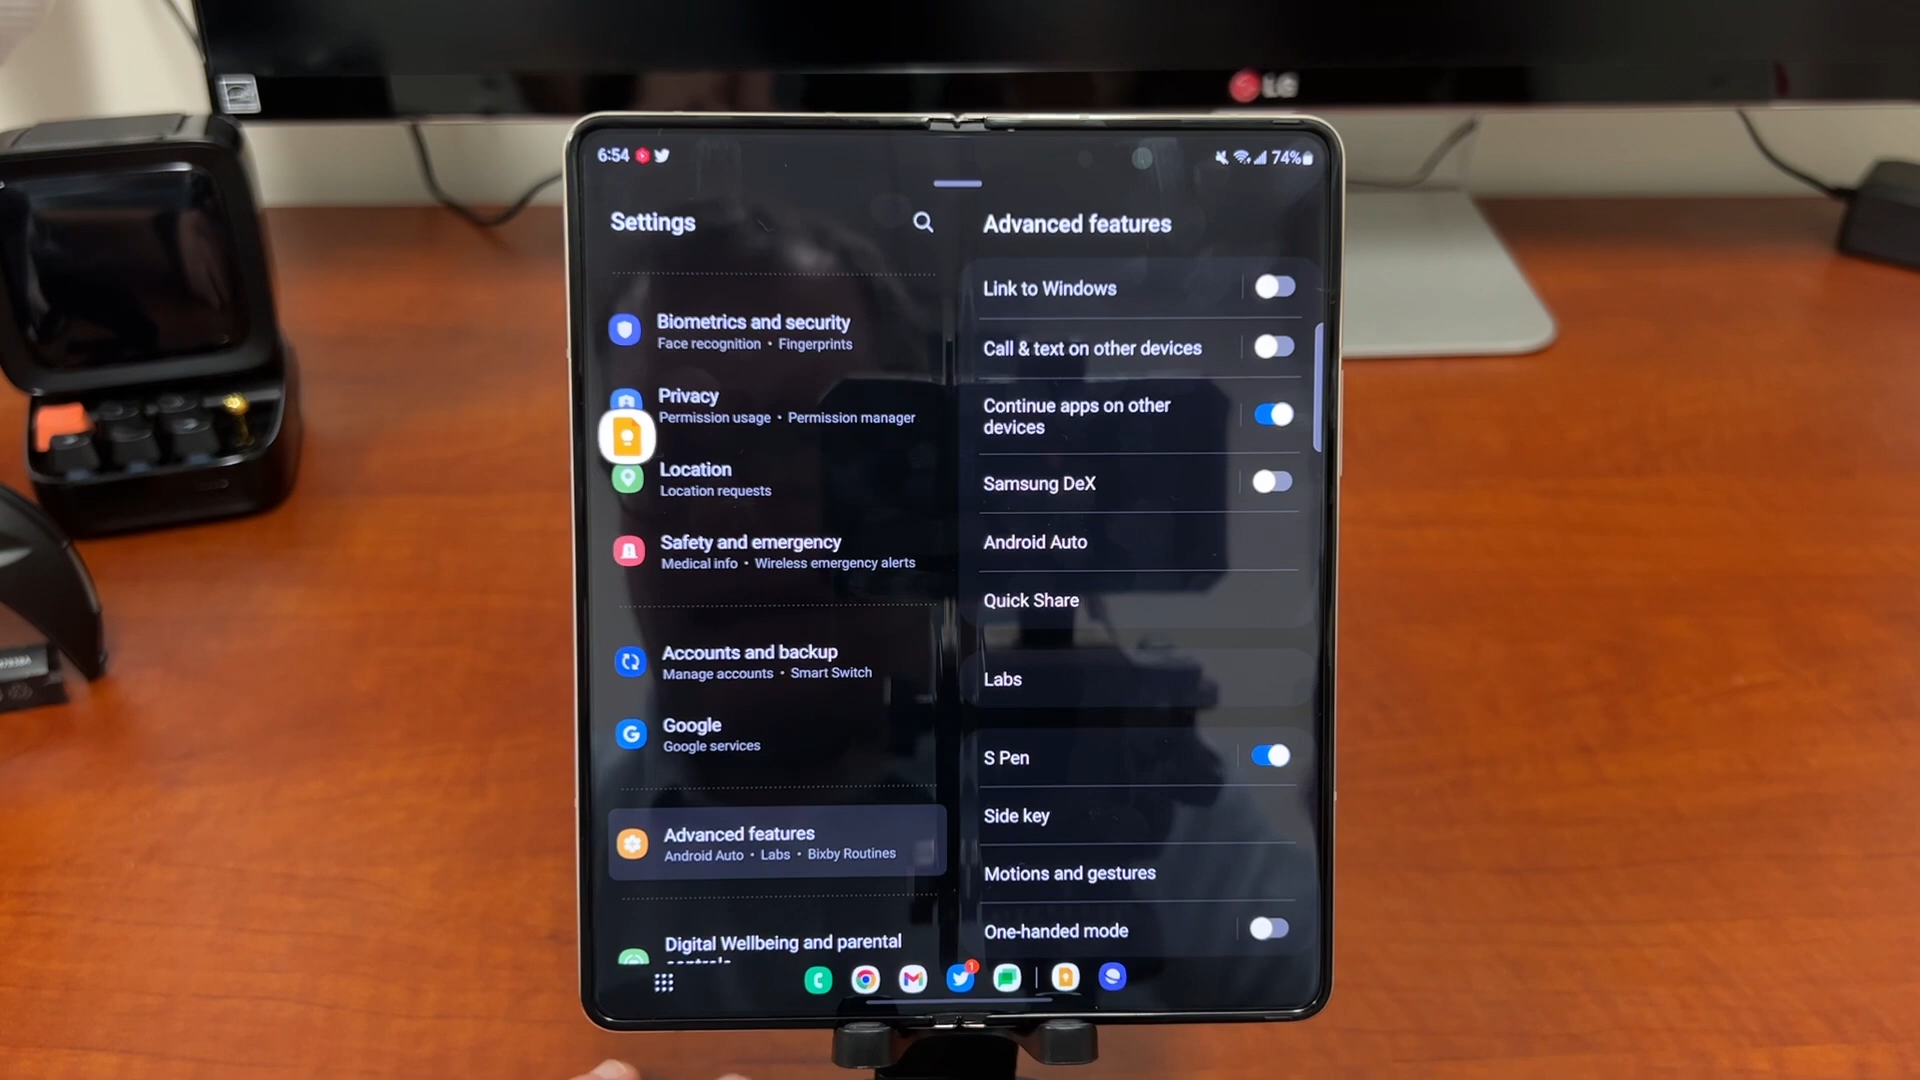 LG
6:54
74%
Settings
Biometrics and security
Face recognition • Fingerprints
Privacy
Permission usage • Permission manager
Location
Location requests
Safety and emergency
Medical info • Wireless emergency alerts
Accounts and backup
Manage accounts • Smart Switch
Google
Google services
Advanced features
Android Auto • Labs • Bixby Routines
Digital Wellbeing and parental
controls
Advanced features
Link to Windows
Call & text on other devices
Continue apps on other
devices
Samsung DeX
Android Auto
Quick Share
Labs
S Pen
Side key
Motions and gestures
One-handed mode
1